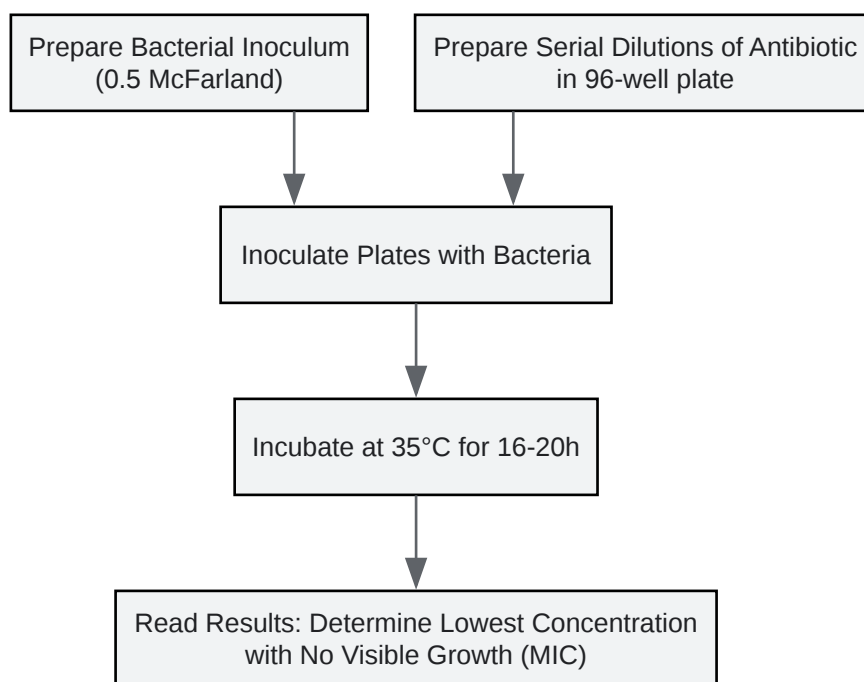 Prepare Bacterial Inoculum
(0.5 McFarland)
Prepare Serial Dilutions of Antibiotic
in 96-well plate
Inoculate Plates with Bacteria
Incubate at 35°C for 16-20h
Read Results: Determine Lowest Concentration
with No Visible Growth (MIC)